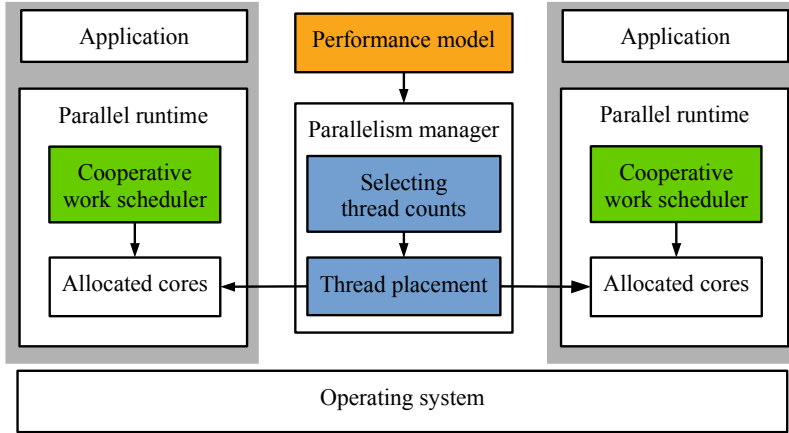 Application
Performance model
Application
Parallel runtime
Parallelism manager
Parallel runtime
Cooperative
work scheduler
Selecting
thread counts
Cooperative
work scheduler
Allocated cores
Thread placement
Allocated cores
Operating system